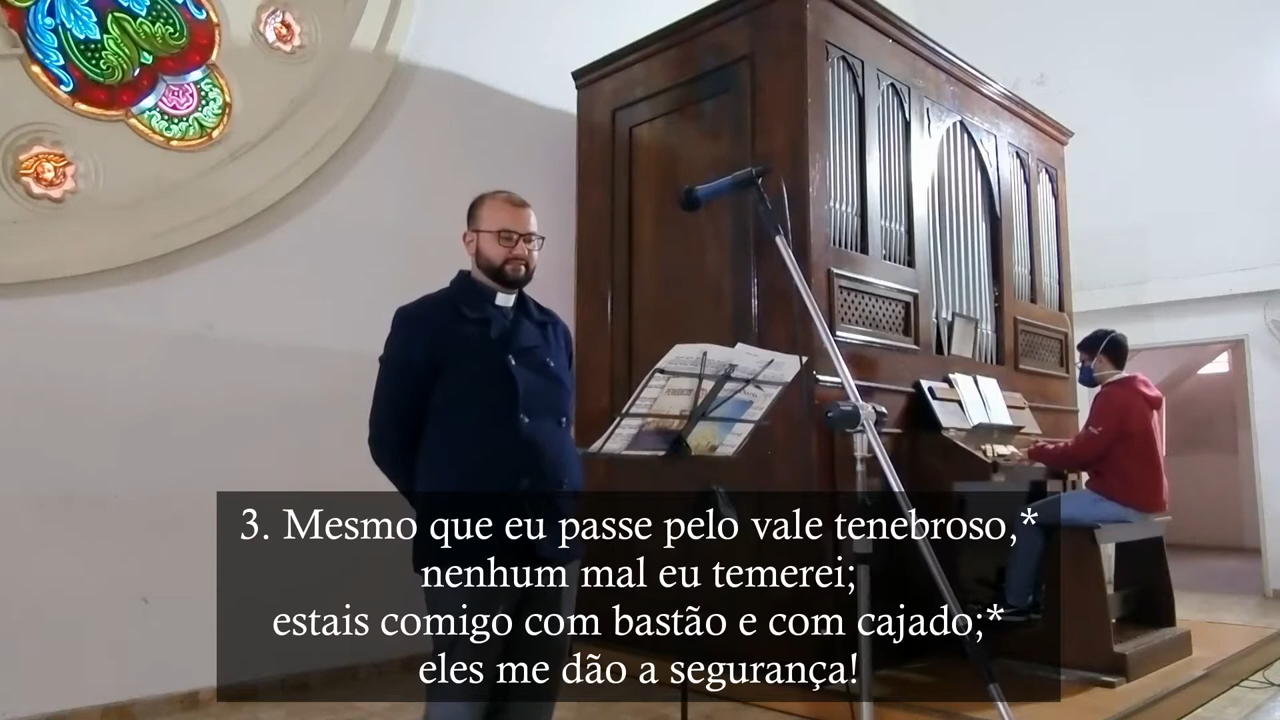 3. Mesmo que eu passe pelo vale tenebroso,*
nenhum mal eu temerei;
estais comigo com bastão e com cajado;*
eles me dão a segurança!